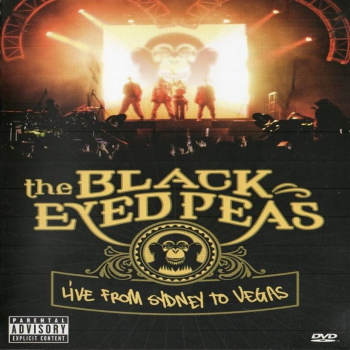 the BLACK
EYED PEAS
LIVE FROM SYDNEY TO VEGAS
PARENTAL
ADVISORY
EXPLICIT CONTENT
DVD